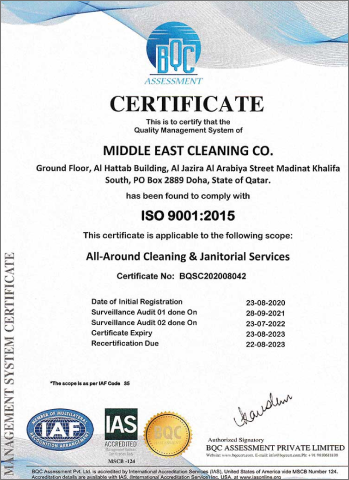 BQC
ASSESSMENT
CERTIFICATE
This is to certify that the
Quality Management System of
MIDDLE EAST CLEANING CO.
Ground Floor, Al Hattab Building, Al Jazira Al Arabiya Street Madinat Khalifa
South, PO Box 2889 Doha, State of Qatar.
has been found to comply with
ISO 9001:2015
This certificate is applicable to the following scope:
All-Around Cleaning & Janitorial Services
Certificate No: BQSC202008042
Date of Initial Registration 23-08-2020
Surveillance Audit 01 done On 28-09-2021
Surveillance Audit 02 done On 23-07-2022
Certificate Expiry 23-08-2023
Recertification Due 22-08-2023
*The scope is as per IAF Code 35
MANAGEMENT SYSTEM CERTIFICATE
MEMBER OF MULTILATERAL
IAF
RECOGNITION ARRANGEMENT
IAS
ACCREDITED
MSCB -124
BQC
Authorized Signatory
BQC ASSESSMENT PRIVATE LIMITED
BQC Assessment Pvt. Ltd. is accredited by International Accreditation Services (IAS), United States of America vide MSCB Number 124.
Accreditation details are available with IAS, (International Accreditation Services), USA, at www.iasonline.org